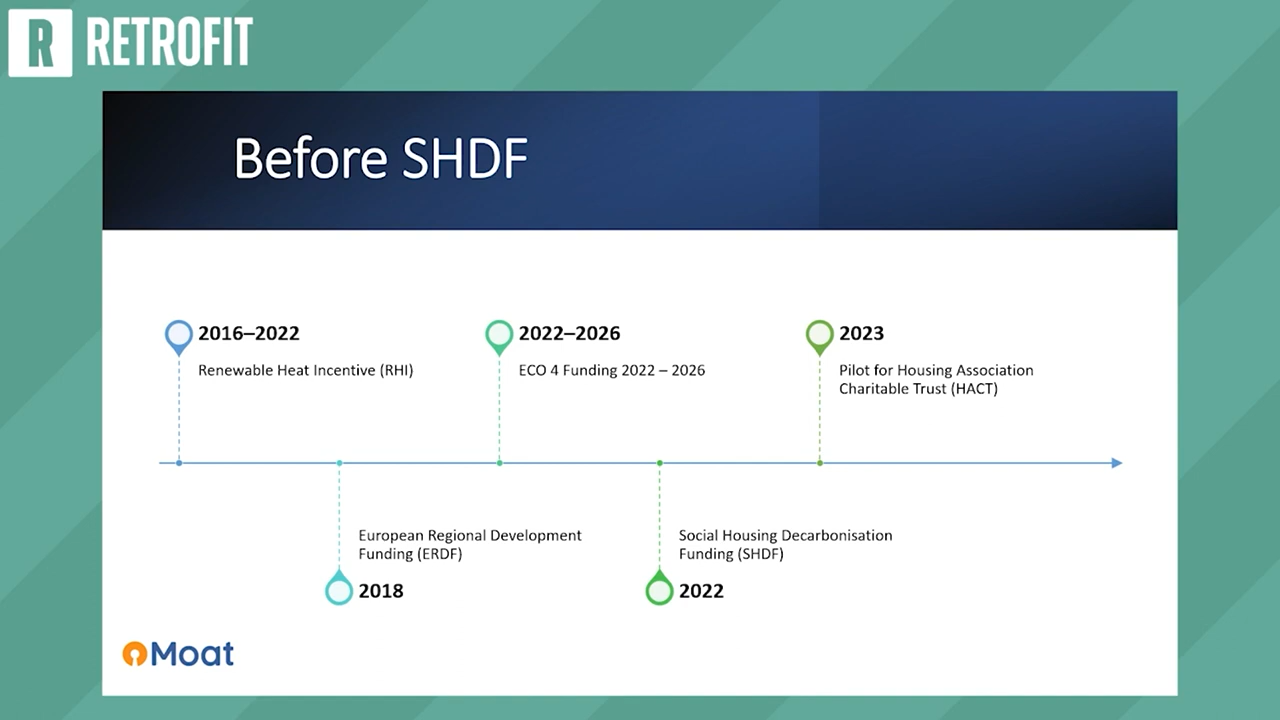 R RETROFIT
Before SHDF
2016–2022
Renewable Heat Incentive (RHI)
2022–2026
ECO 4 Funding 2022 – 2026
2023
Pilot for Housing Association
Charitable Trust (HACT)
European Regional Development
Funding (ERDF)
2018
Social Housing Decarbonisation
Funding (SHDF)
2022
Moat